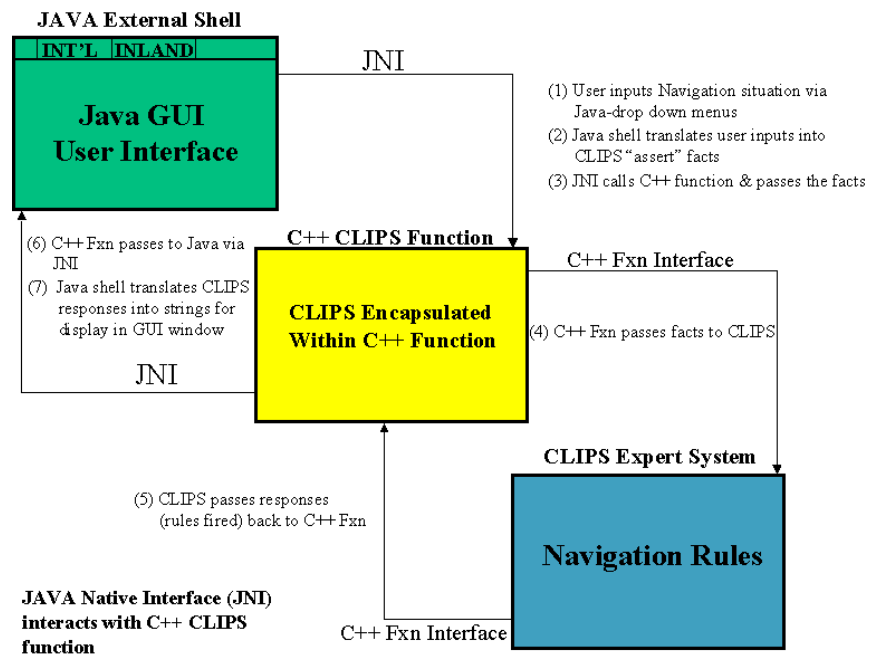 JAVA External Shell
INT'L INLAND
Java GUI
User Interface
JNI
(1) User inputs Navigation situation via
Java-drop down menus
(2) Java shell translates user inputs into
CLIPS “assert” facts
(3) JNI calls C++ function & passes the facts
(6) C++ Fxn passes to Java via
JNI
(7) Java shell translates CLIPS
responses into strings for
display in GUI window
JNI
C++ CLIPS Function
CLIPS Encapsulated
Within C++ Function
C++ Fxn Interface
(4) C++ Fxn passes facts to CLIPS
CLIPS Expert System
Navigation Rules
(5) CLIPS passes responses
(rules fired) back to C++ Fxn
C++ Fxn Interface
JAVA Native Interface (JNI)
interacts with C++ CLIPS
function